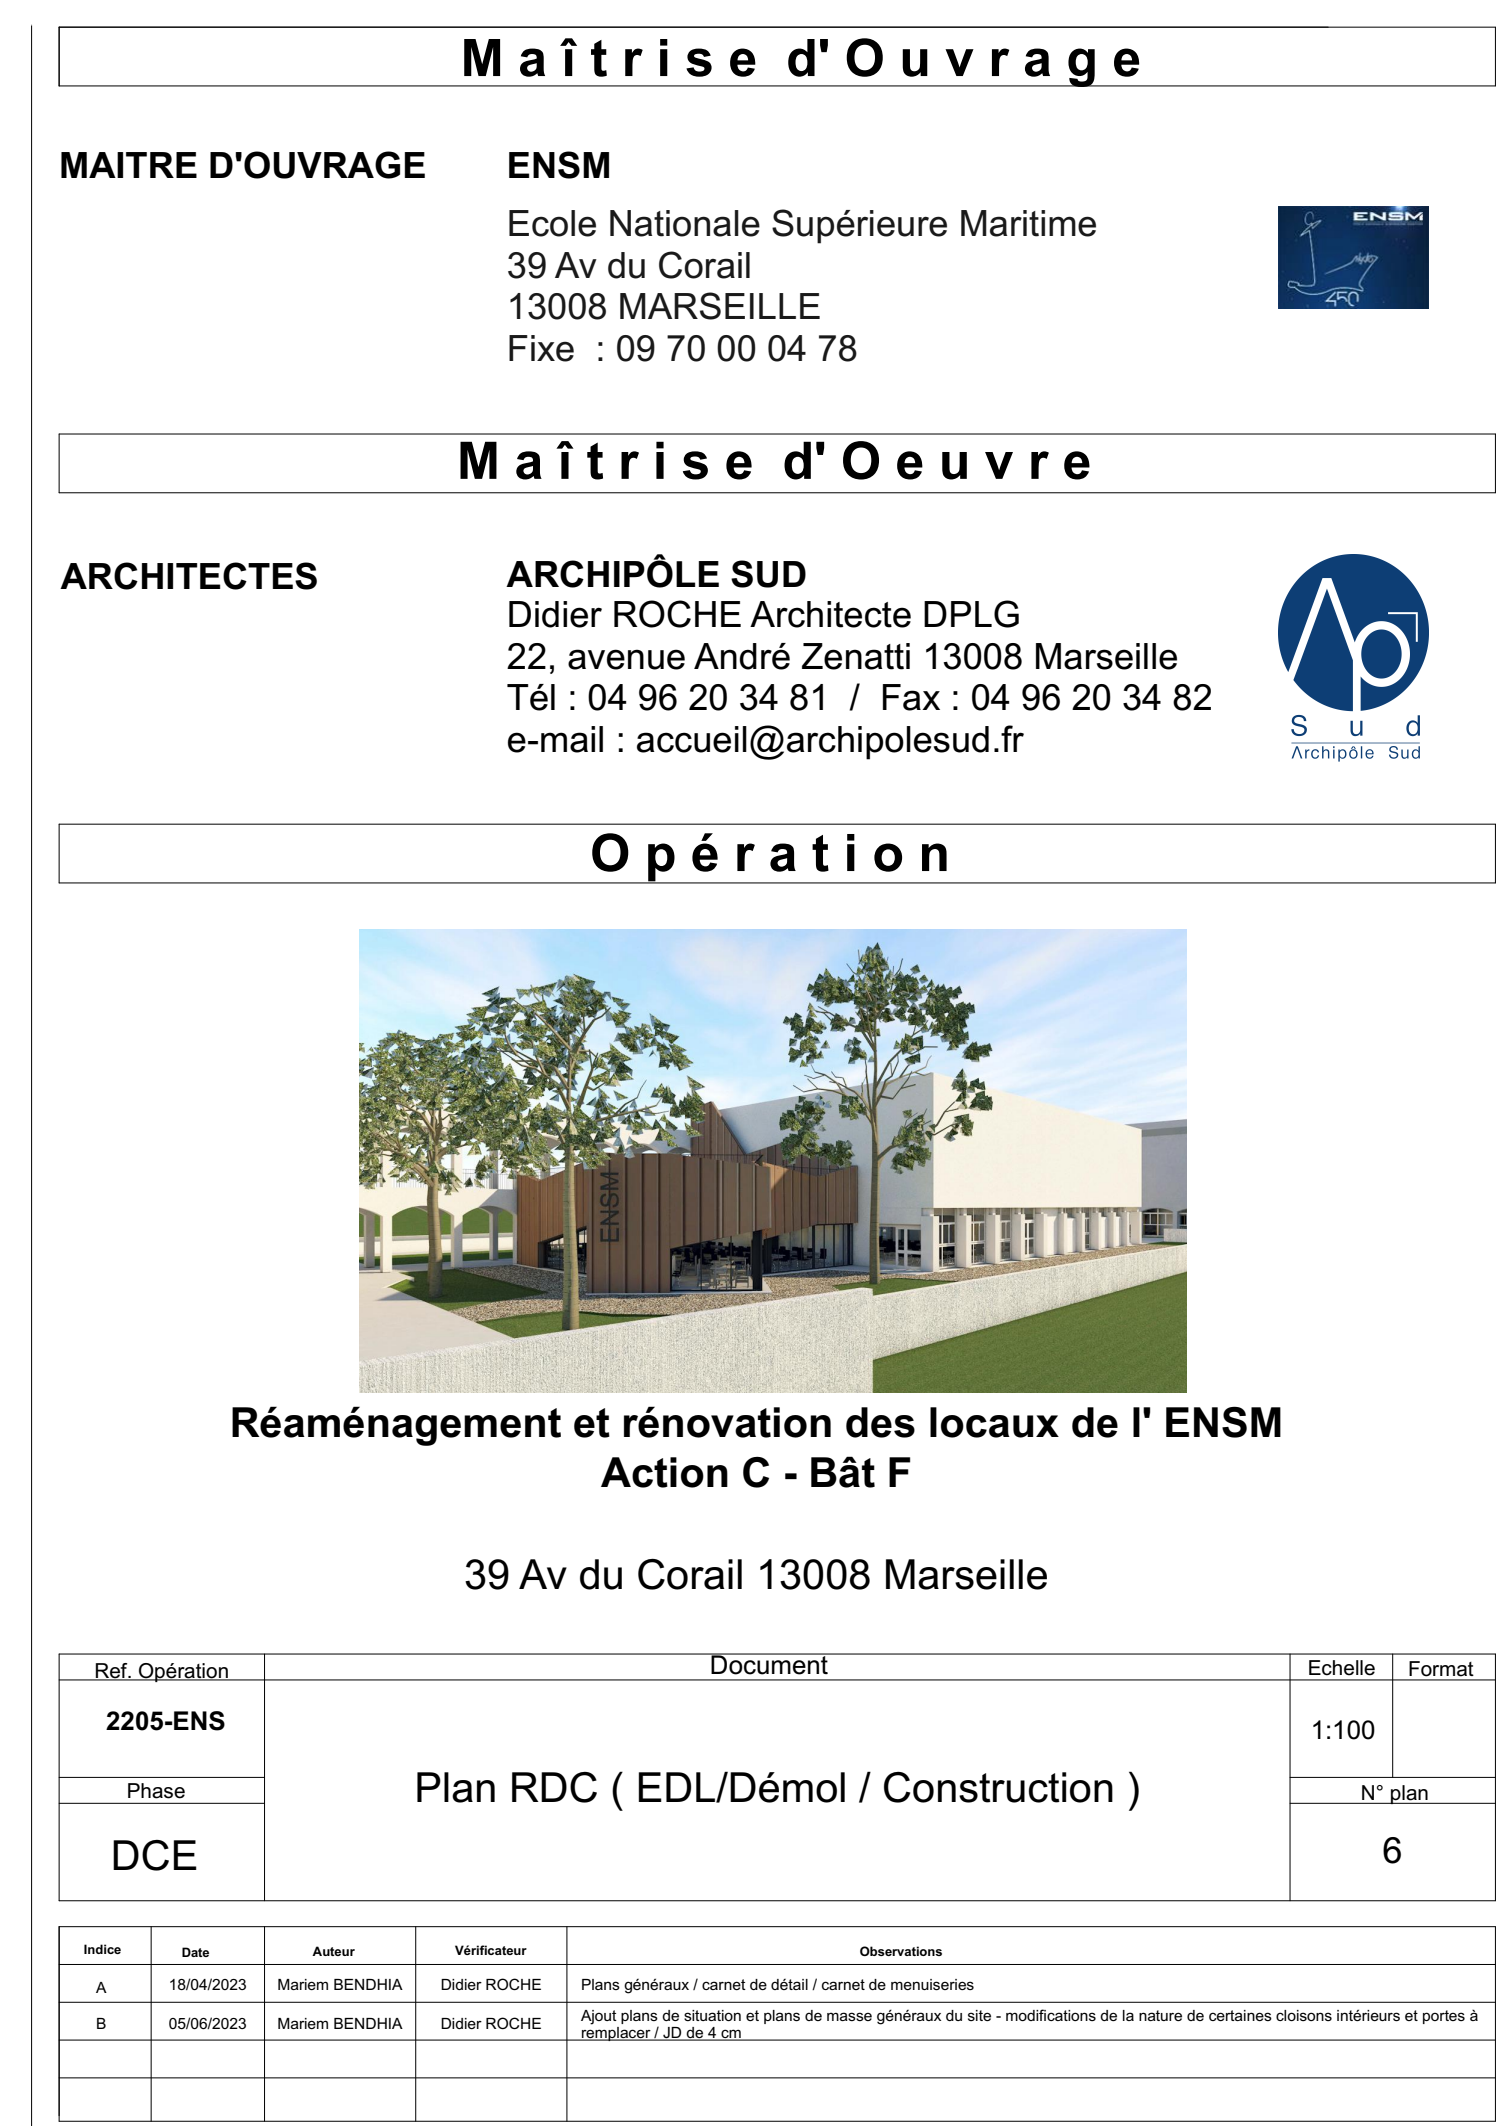 Maîtrise d'Ouvrage
MAITRE D'OUVRAGE
ENSM
Ecole Nationale Supérieure Maritime
39 Av du Corail
13008 MARSEILLE
Fixe : 09 70 00 04 78
ENSM
450
Maîtrise d'Oeuvre
ARCHITECTES
ARCHIPÔLE SUD
Didier ROCHE Architecte DPLG
22, avenue André Zenatti 13008 Marseille
Tél : 04 96 20 34 81 / Fax : 04 96 20 34 82
e-mail : accueil@archipolesud.fr
Ap
Sud
Archipôle Sud
Opération
ENSM
Réaménagement et rénovation des locaux de l' ENSM
Action C - Bât F
39 Av du Corail 13008 Marseille
Ref. Opération
Document
Echelle
Format
2205-ENS
1:100
Phase
Plan RDC ( EDL/Démol / Construction )
N° plan
DCE
6
Indice Date Auteur Vérificateur Observations
A 18/04/2023 Mariem BENDHIA Didier ROCHE Plans généraux / carnet de détail / carnet de menuiseries
B 05/06/2023 Mariem BENDHIA Didier ROCHE Ajout plans de situation et plans de masse généraux du site - modifications de la nature de certaines cloisons intérieurs et portes à
remplacer / JD de 4 cm